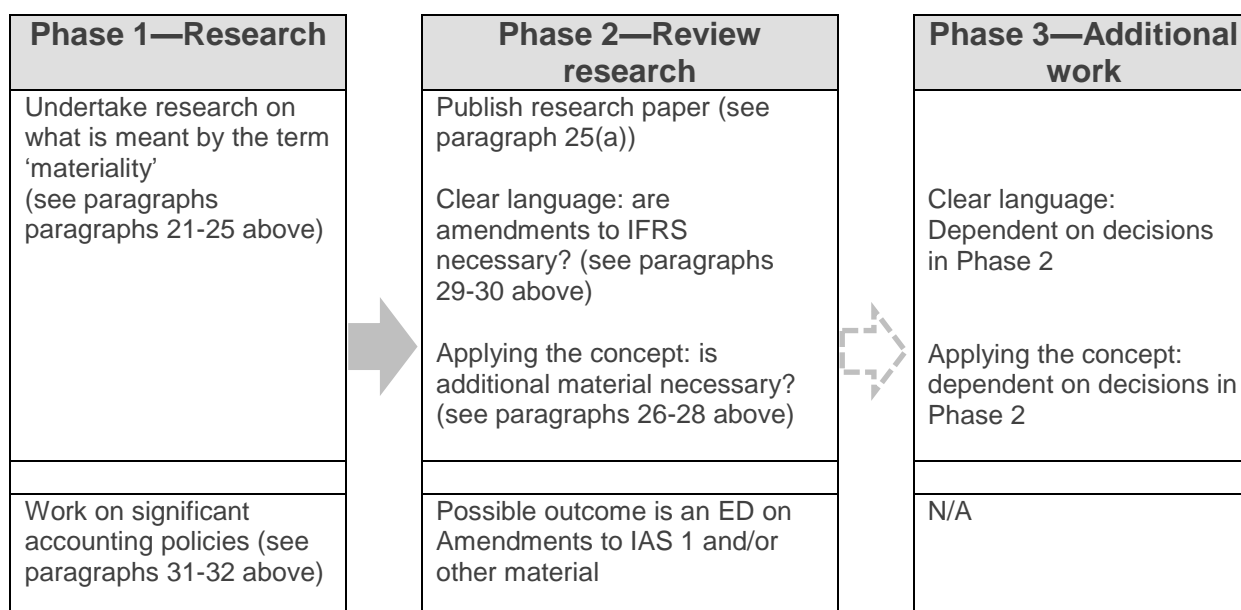 Phase 1—Research
Undertake research on
what is meant by the term
‘materiality’
(see paragraphs
paragraphs 21-25 above)
Work on significant
accounting policies (see
paragraphs 31-32 above)
Phase 2—Review
research
Publish research paper (see
paragraph 25(a))
Clear language: are
amendments to IFRS
necessary? (see paragraphs
29-30 above)
Applying the concept: is
additional material necessary?
(see paragraphs 26-28 above)
Possible outcome is an ED on
Amendments to IAS 1 and/or
other material
Phase 3—Additional
work
Clear language:
Dependent on decisions
in Phase 2
Applying the concept:
dependent on decisions in
Phase 2
N/A